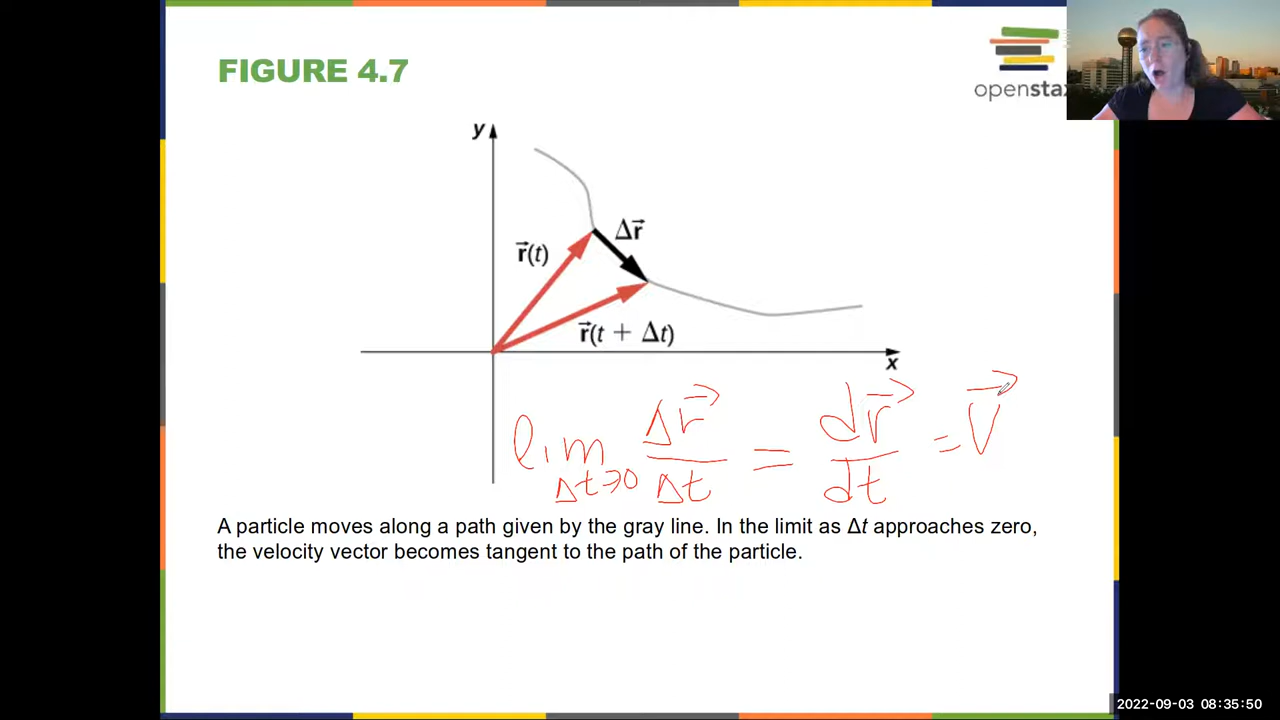 FIGURE 4.7
openstax
y
Δr⃗
r⃗(t)
r⃗(t + Δt)
x
lim Δt→0 Δr⃗/Δt = dr⃗/dt = V⃗
A particle moves along a path given by the gray line. In the limit as Δt approaches zero,
the velocity vector becomes tangent to the path of the particle.
2022-09-03 08:35:50